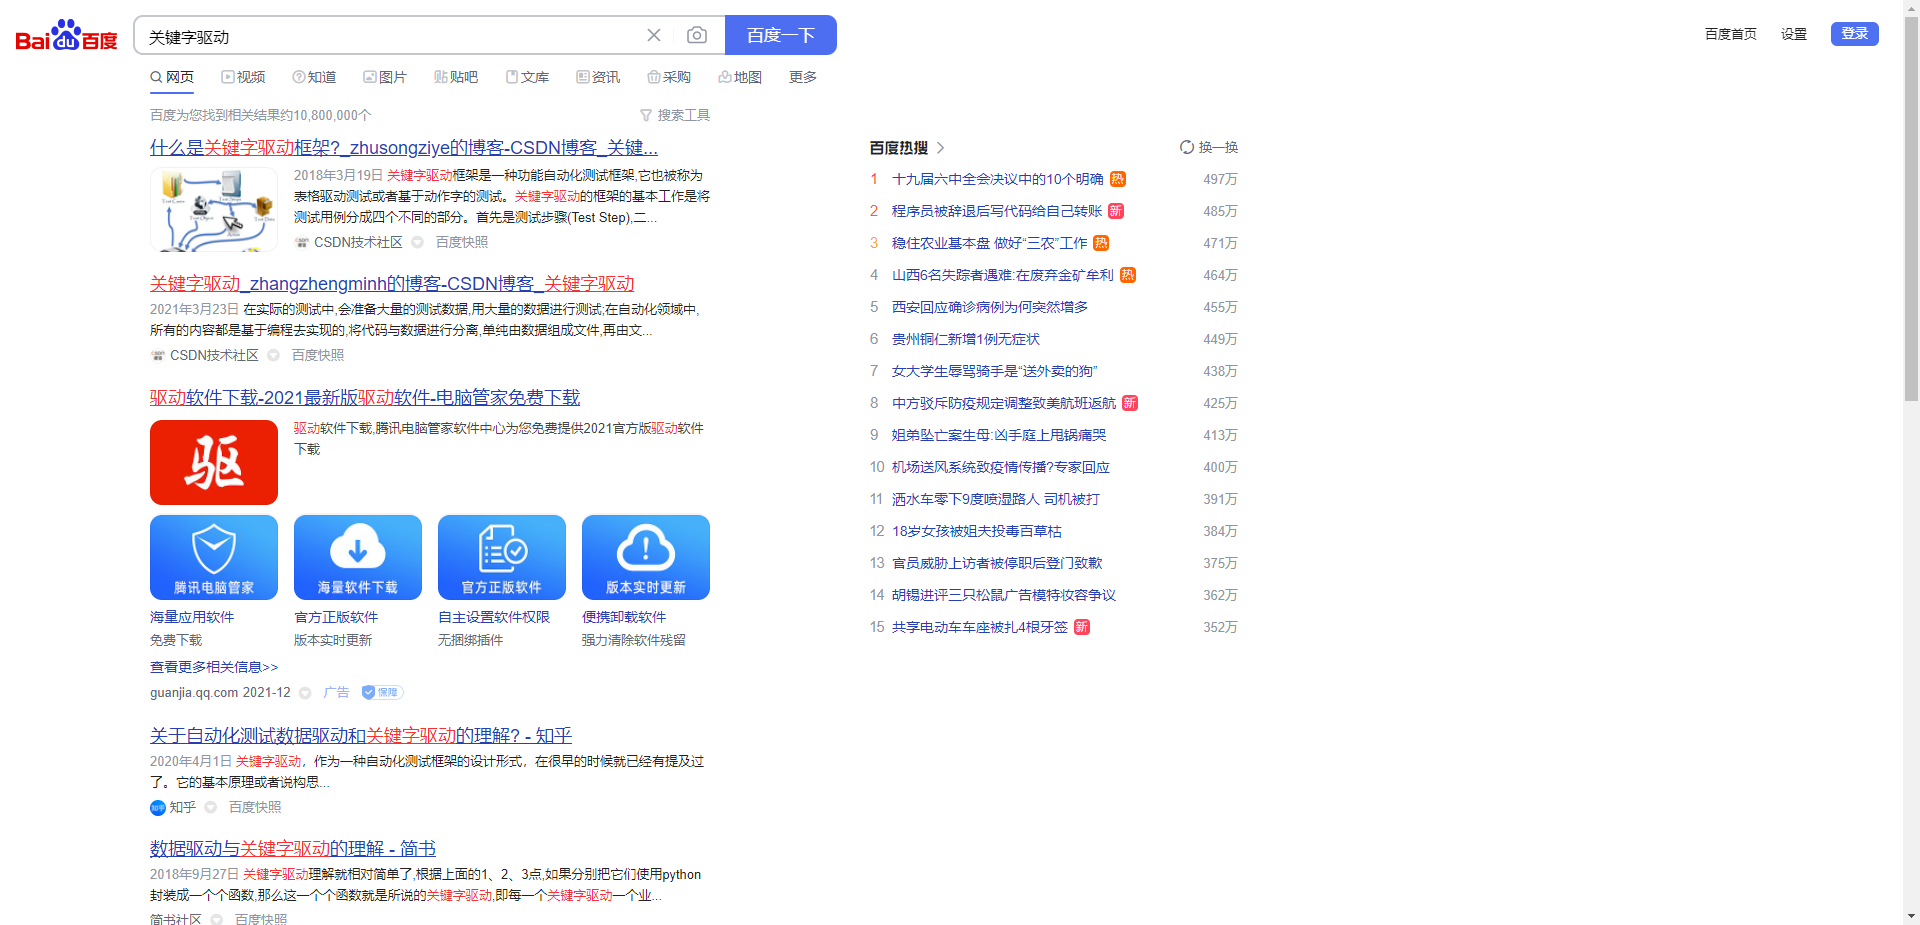 Bai du 百度
关键字驱动
百度一下
百度首页 设置 登录
网页 视频 知道 图片 贴吧 文库 资讯 采购 地图 更多
百度为您找到相关结果约10,800,000个
搜索工具
什么是关键字驱动框架?_zhusongziye的博客-CSDN博客_关键...
2018年3月19日 关键字驱动框架是一种功能自动化测试框架,它也被称为
表格驱动测试或者基于动作字的测试。关键字驱动的框架的基本工作是将
测试用例分成四个不同的部分。首先是测试步骤(Test Step),二...
CSDN技术社区 百度快照
关键字驱动_zhangzhengminh的博客-CSDN博客_关键字驱动
2021年3月23日 在实际的测试中,会准备大量的测试数据,用大量的数据进行测试;在自动化领域中,
所有的内容都是基于编程去实现的,将代码与数据进行分离,单纯由数据组成文件,再由文...
CSDN技术社区 百度快照
驱动软件下载-2021最新版驱动软件-电脑管家免费下载
驱
驱动软件下载,腾讯电脑管家软件中心为您免费提供2021官方版驱动软件
下载
腾讯电脑管家 海量软件下载 官方正版软件 版本实时更新
海量应用软件 官方正版软件 自主设置软件权限 便携卸载软件
免费下载 版本实时更新 无捆绑插件 强力清除软件残留
查看更多相关信息>>
guanjia.qq.com 2021-12 广告 保障
关于自动化测试数据驱动和关键字驱动的理解? - 知乎
2020年4月1日 关键字驱动，作为一种自动化测试框架的设计形式，在很早的时候就已经有提及过
了。它的基本原理或者说构思...
知乎 知乎 百度快照
数据驱动与关键字驱动的理解 - 简书
2018年9月27日 关键字驱动理解就相对简单了,根据上面的1、2、3点,如果分别把它们使用python
封装成一个个函数,那么这一个个函数就是所说的关键字驱动,即每一个关键字驱动一个业...
简书社区 百度快照
百度热搜 换一换
1 十九届六中全会决议中的10个明确 热 497万
2 程序员被辞退后写代码给自己转账 新 485万
3 稳住农业基本盘 做好“三农”工作 热 471万
4 山西6名失踪者遇难:在废弃金矿牟利 热 464万
5 西安回应确诊病例为何突然增多 455万
6 贵州铜仁新增1例无症状 449万
7 女大学生辱骂骑手是“送外卖的狗” 438万
8 中方驳斥防疫规定调整致美航班返航 新 425万
9 姐弟坠亡案生母:凶手庭上甩锅痛哭 413万
10 机场送风系统致疫情传播?专家回应 400万
11 洒水车零下9度喷湿路人 司机被打 391万
12 18岁女孩被姐夫投毒百草枯 384万
13 官员威胁上访者被停职后登门致歉 375万
14 胡锡进评三只松鼠广告模特妆容争议 362万
15 共享电动车车座被扎4根牙签 新 352万